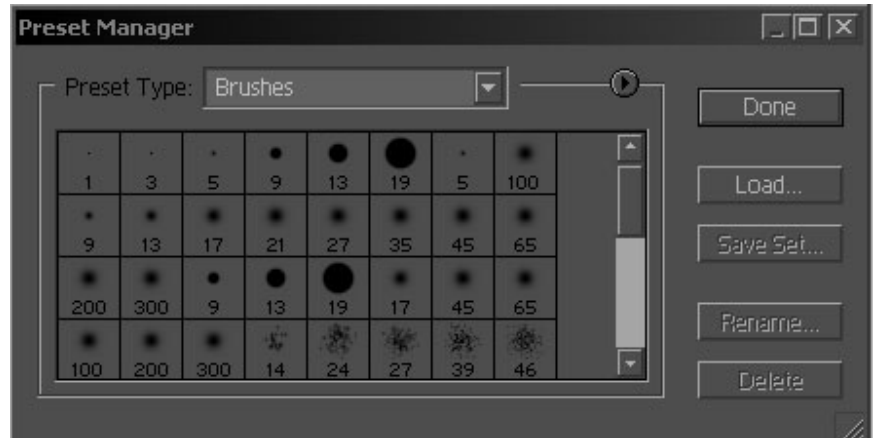 Preset Manager
Preset Type: Brushes
Done
1 3 5 9 13 19 5 100
Load...
9 13 17 21 27 35 45 65
Save Set...
200 300 9 13 19 17 45 65
Rename...
100 200 300 14 24 27 39 46
Delete